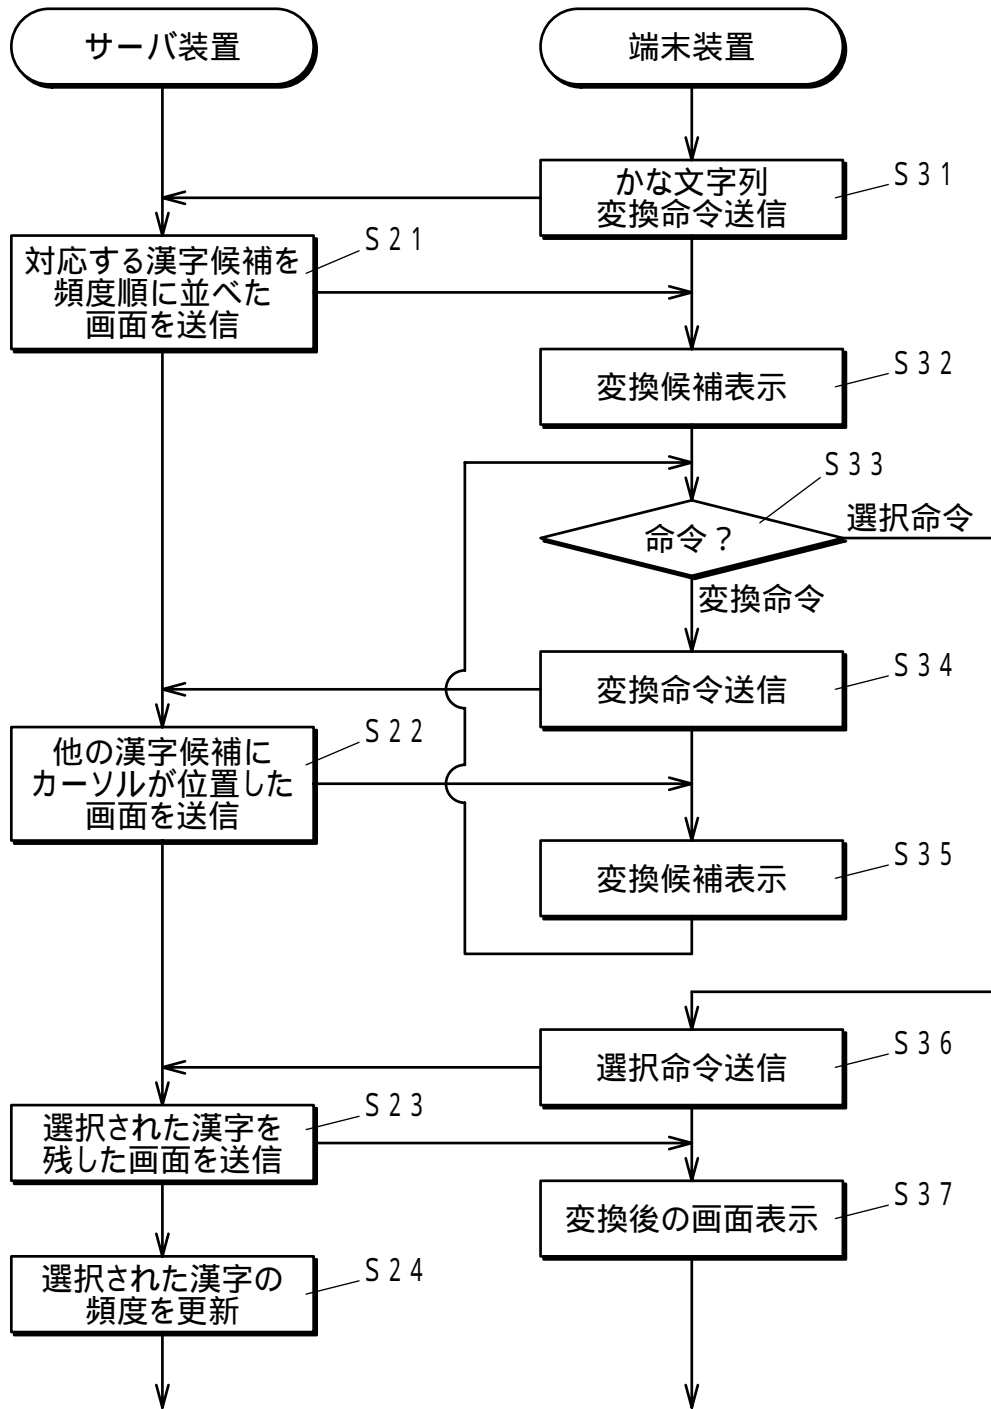 サーバ装置
端末装置
かな文字列
変換命令送信
S31
対応する漢字候補を
頻度順に並べた
画面を送信
S21
変換候補表示
S32
命令？
S33
選択命令
変換命令
変換命令送信
S34
他の漢字候補に
カーソルが位置した
画面を送信
S22
変換候補表示
S35
選択命令送信
S36
選択された漢字を
残した画面を送信
S23
変換後の画面表示
S37
選択された漢字の
頻度を更新
S24